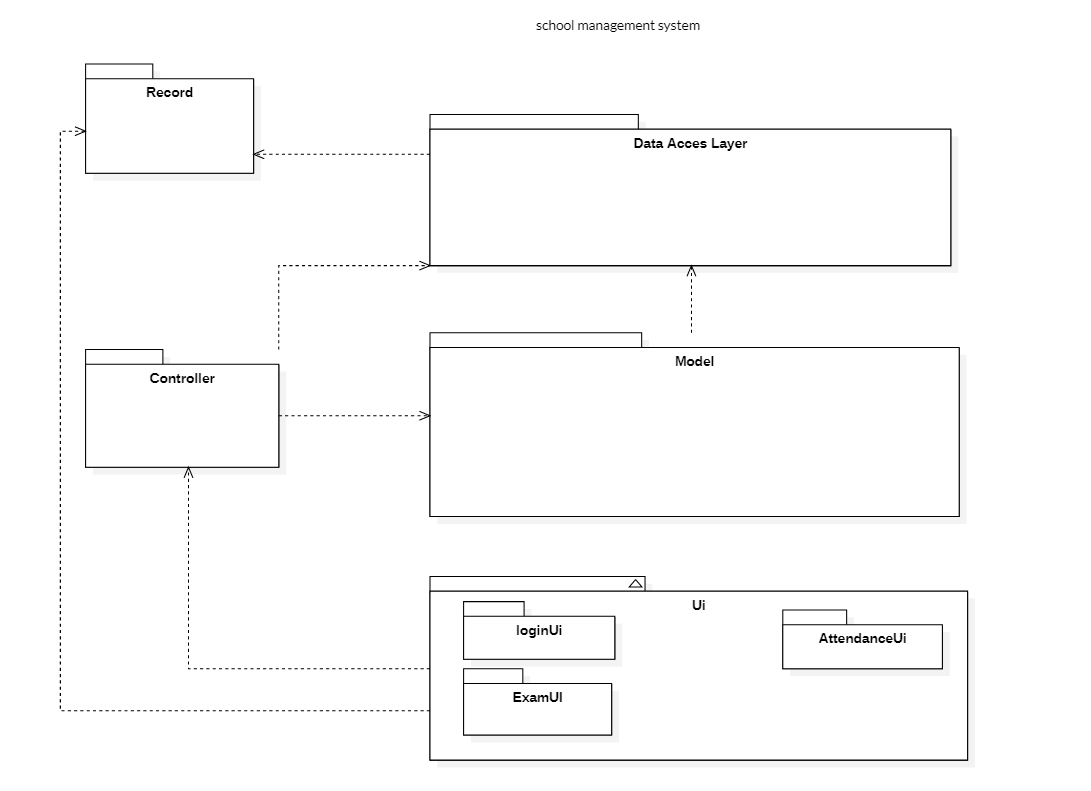 school management system
Record
Data Acces Layer
Controller
Model
Ui
loginUi
AttendanceUi
ExamUI